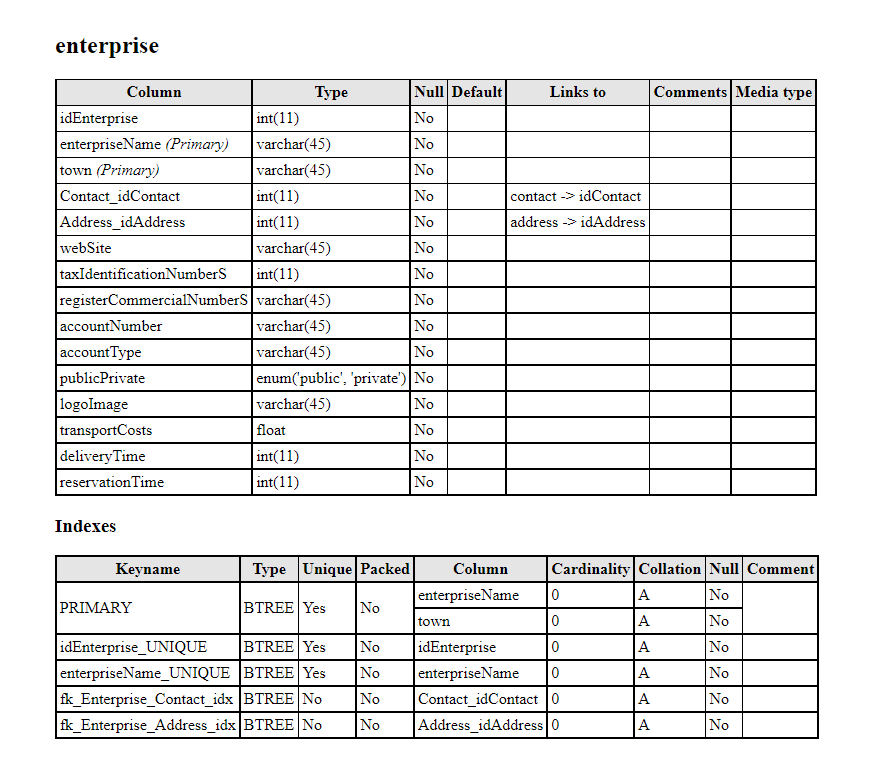 enterprise
Column Type Null Default Links to Comments Media type
idEnterprise int(11) No
enterpriseName (Primary) varchar(45) No
town (Primary) varchar(45) No
Contact_idContact int(11) No contact -> idContact
Address_idAddress int(11) No address -> idAddress
webSite varchar(45) No
taxIdentificationNumberS int(11) No
registerCommercialNumberS varchar(45) No
accountNumber varchar(45) No
accountType varchar(45) No
publicPrivate enum('public', 'private') No
logoImage varchar(45) No
transportCosts float No
deliveryTime int(11) No
reservationTime int(11) No
Indexes
Keyname Type Unique Packed Column Cardinality Collation Null Comment
PRIMARY BTREE Yes No enterpriseName 0 A No
town 0 A No
idEnterprise_UNIQUE BTREE Yes No idEnterprise 0 A No
enterpriseName_UNIQUE BTREE Yes No enterpriseName 0 A No
fk_Enterprise_Contact_idx BTREE No No Contact_idContact 0 A No
fk_Enterprise_Address_idx BTREE No No Address_idAddress 0 A No